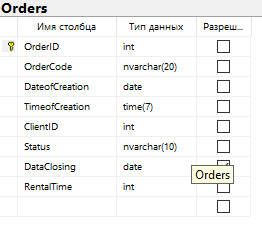 Orders
Имя столбца Тип данных Разреш...
OrderID int
OrderCode nvarchar(20)
DateofCreation date
TimeofCreation time(7)
ClientID int
Status nvarchar(10)
DataClosing date
Orders
RentalTime int